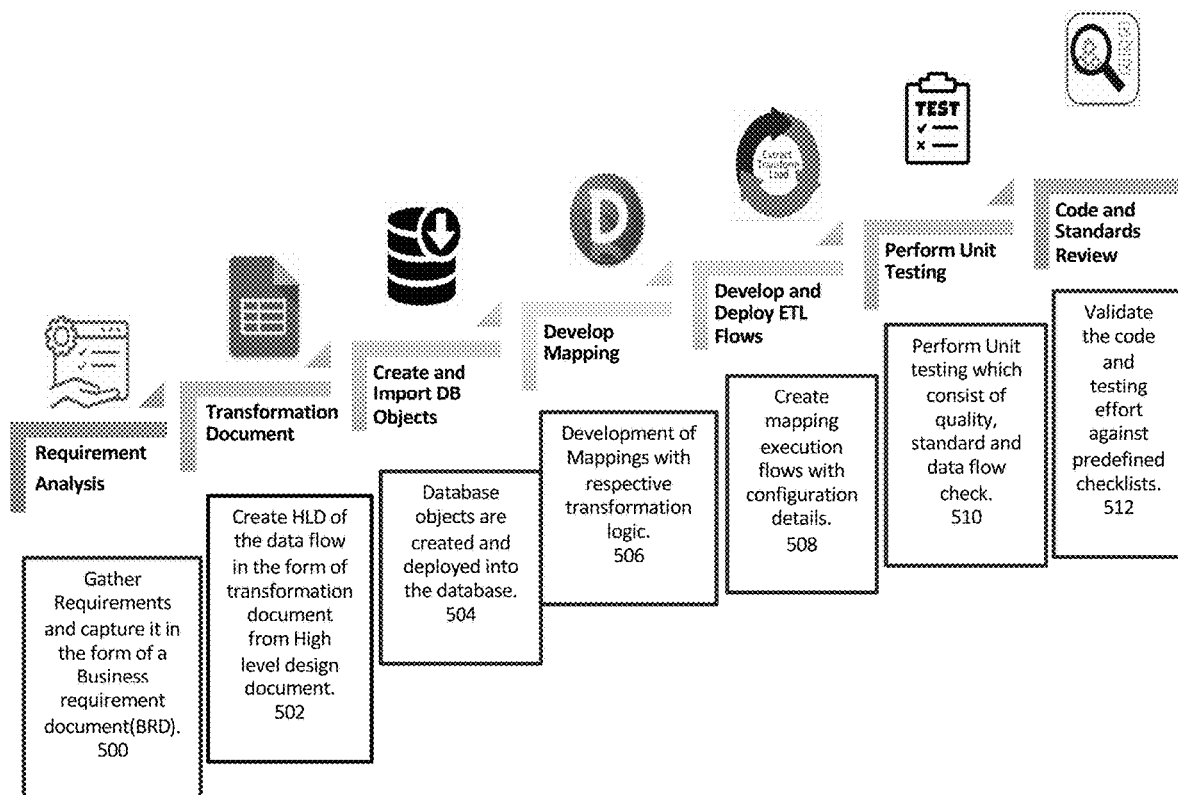 Requirement
Analysis
Gather
Requirements
and capture it in
the form of a
Business
requirement
document(BRD).
500
Transformation
Document
Create HLD of
the data flow
in the form of
transformation
document
from High
level design
document.
502
Create and
Import DB
Objects
Database
objects are
created and
deployed into
the database.
504
D
Develop
Mapping
Development of
Mappings with
respective
transformation
logic.
506
Extract
Transform
Load
Develop and
Deploy ETL
Flows
Create
mapping
execution
flows with
configuration
details.
508
TEST
Perform Unit
Testing
Perform Unit
testing which
consist of
quality,
standard and
data flow
check.
510
Code and
Standards
Review
Validate
the code
and
testing
effort
against
predefined
checklists.
512